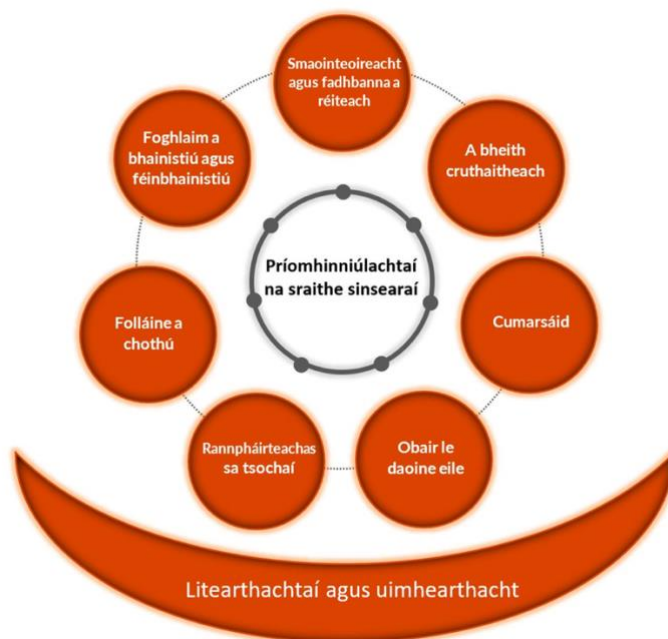 Smaointeoireacht
agus fadhbanna a
réiteach
A bheith
cruthaitheach
Cumarsáid
Obair le
daoine eile
Rannpháirteachas
sa tsochaí
Folláine a
chothú
Foghlaim a
bhainistiú agus
féinbhainistiú
Príomhinniúlachtaí
na sraithe sinsearaí
Litearthachtaí agus uimhearthacht